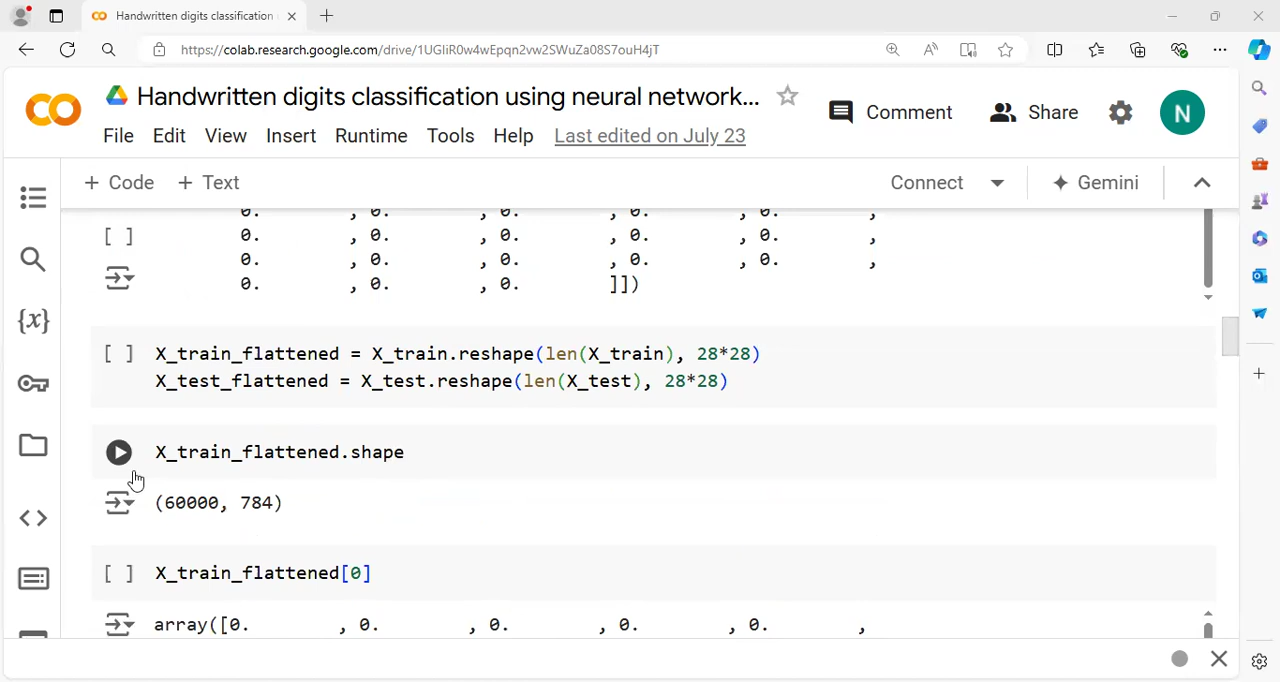 Handwritten digits classification
https://colab.research.google.com/drive/1UGIiR0w4wEpqn2vw2SWuZa08S7ouH4jT
Handwritten digits classification using neural network...
Comment
Share
N
File Edit View Insert Runtime Tools Help Last edited on July 23
+ Code + Text
Connect
Gemini
0. , 0. , 0. , 0. , 0. ,
[ ] 0. , 0. , 0. , 0. , 0. ,
0. , 0. , 0. , 0. , 0. ,
0. , 0. , 0. ]])
{x}
[ ] X_train_flattened = X_train.reshape(len(X_train), 28*28)
X_test_flattened = X_test.reshape(len(X_test), 28*28)
X_train_flattened.shape
(60000, 784)
[ ] X_train_flattened[0]
array([0. , 0. , 0. , 0. , 0. ,